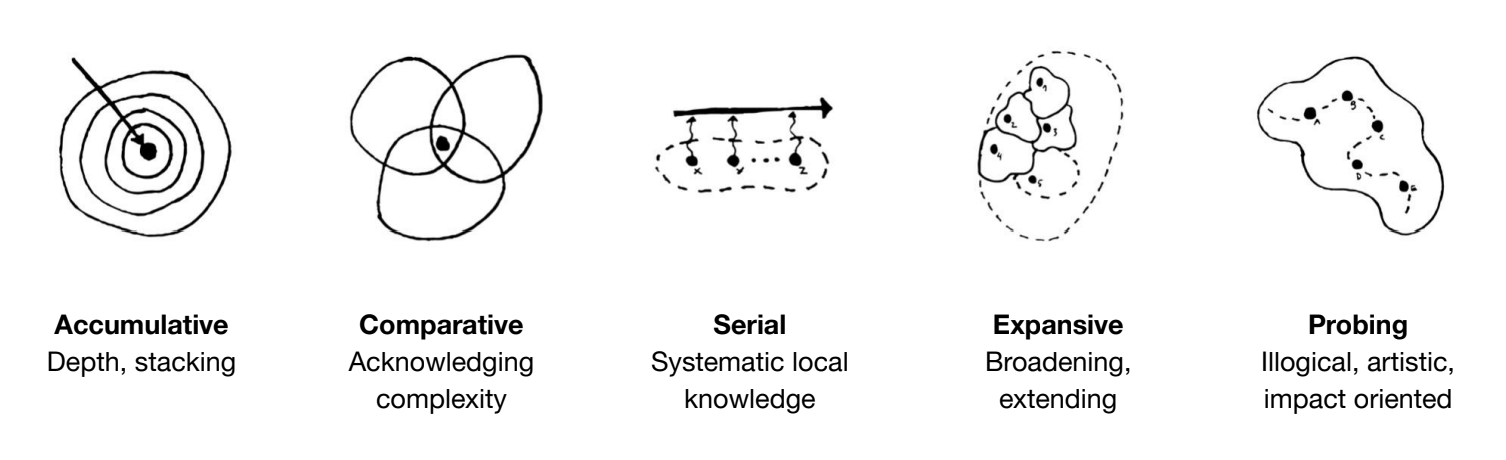 x
y
z
1
2
3
4
5
A
B
C
D
E
Accumulative
Depth, stacking
Comparative
Acknowledging
complexity
Serial
Systematic local
knowledge
Expansive
Broadening,
extending
Probing
Illogical, artistic,
impact oriented